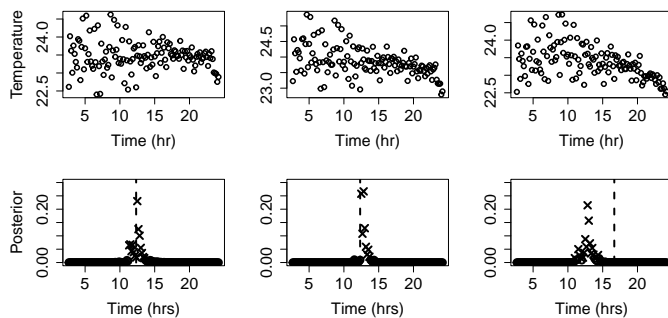 Temperature
22.5 24.0
5 10 15 20
Time (hr)
23.0 24.5
5 10 15 20
Time (hr)
22.5 24.0
5 10 15 20
Time (hr)
Posterior
0.00 0.20
5 10 15 20
Time (hrs)
0.00 0.20
5 10 15 20
Time (hrs)
0.00 0.20
5 10 15 20
Time (hrs)